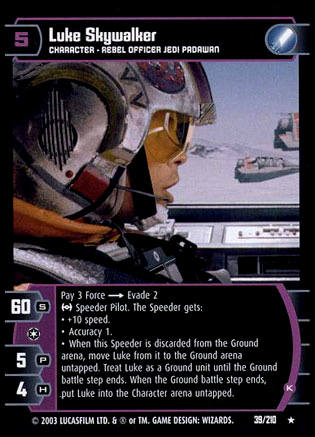 5 Luke Skywalker
CHARACTER - REBEL OFFICER JEDI PADAWAN
60 S
5 P
4 H
Pay 3 Force → Evade 2
Speeder Pilot. The Speeder gets:
• +10 speed.
• Accuracy 1.
• When this Speeder is discarded from the Ground
arena, move Luke from it to the Ground arena
untapped. Treat Luke as a Ground unit until the Ground
battle step ends. When the Ground battle step ends,
put Luke into the Character arena untapped.
K
© 2003 LUCASFILM LTD. & ® or TM. GAME DESIGN: WIZARDS. 39/210 ★